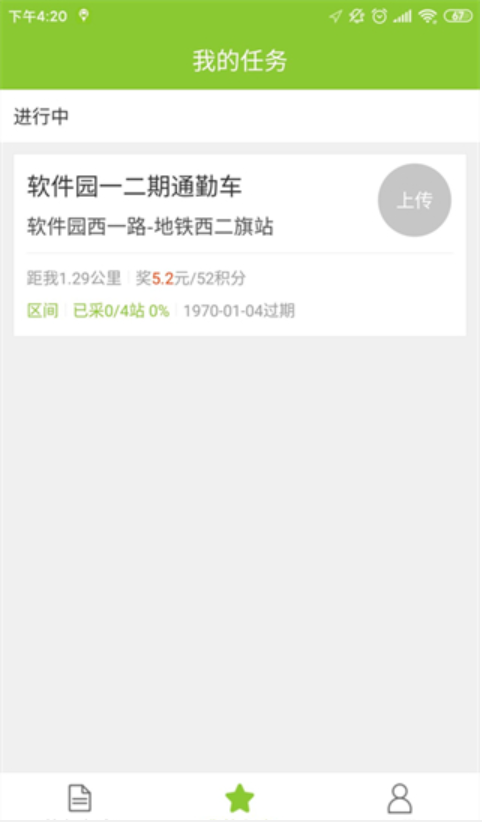 下午4:20 67
我的任务
进行中
软件园一二期通勤车
上传
软件园西一路-地铁西二旗站
距我1.29公里 奖5.2元/52积分
区间 已采0/4站 0% 1970-01-04过期